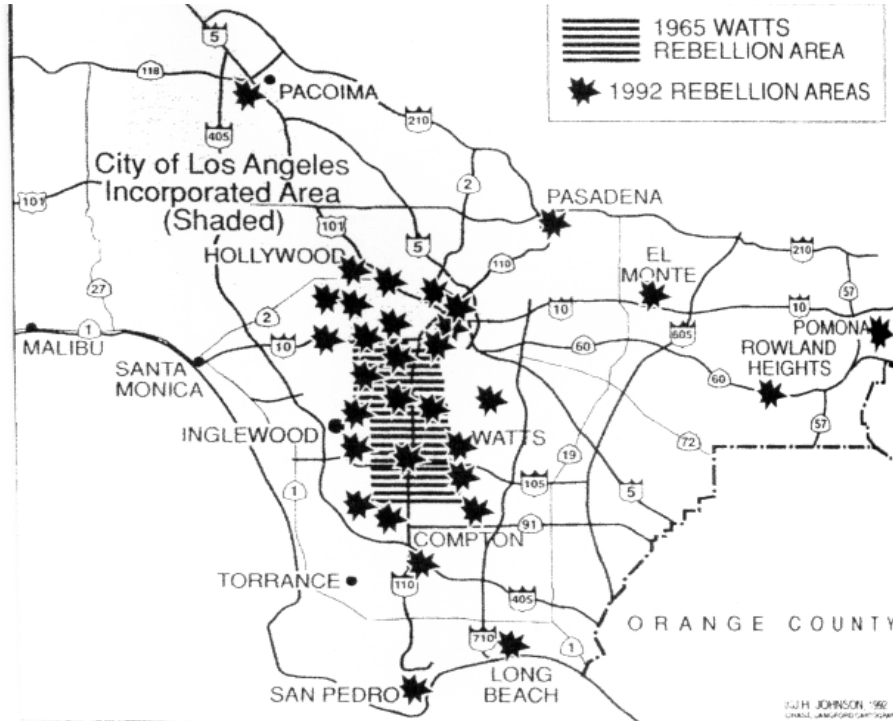 1965 WATTS
REBELLION AREA
1992 REBELLION AREAS
5
118
PACOIMA
405
210
City of Los Angeles
Incorporated Area
(Shaded)
101
2
PASADENA
101
5
HOLLYWOOD
110
EL
MONTE
210
57
27
2
1
10
10
10
605
60
POMONA
MALIBU
SANTA
MONICA
ROWLAND
HEIGHTS
60
57
INGLEWOOD
WATTS
72
19
1
105
5
91
COMPTON
TORRANCE
110
405
ORANGE COUNTY
710
1
LONG
BEACH
SAN PEDRO
J.H. JOHNSON, 1992